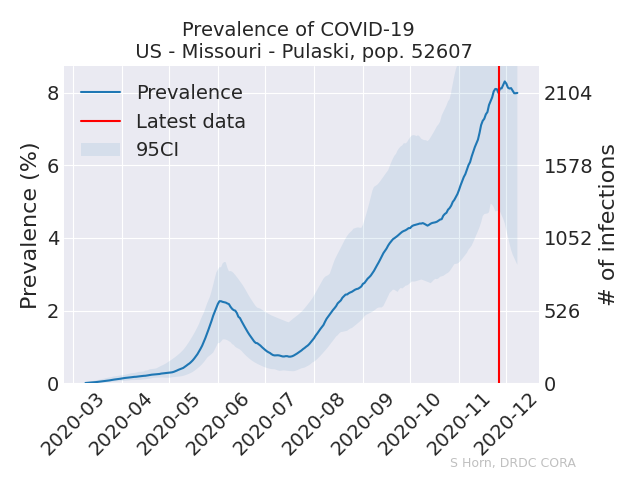 Prevalence of COVID-19
US - Missouri - Pulaski, pop. 52607
Prevalence
Latest data
95CI
Prevalence (%)
8
6
4
2
0
# of infections
2104
1578
1052
526
0
2020-03
2020-04
2020-05
2020-06
2020-07
2020-08
2020-09
2020-10
2020-11
2020-12
S Horn, DRDC CORA